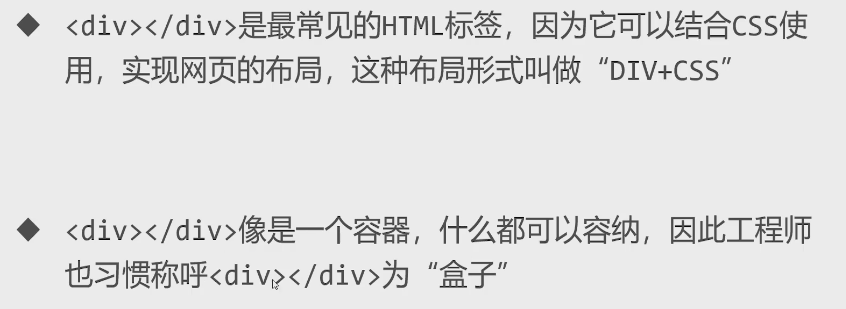 ◆ <div></div>是最常见的HTML标签，因为它可以结合CSS使
用，实现网页的布局，这种布局形式叫做“DIV+CSS”
◆ <div></div>像是一个容器，什么都可以容纳，因此工程师
也习惯称呼<div></div>为“盒子”